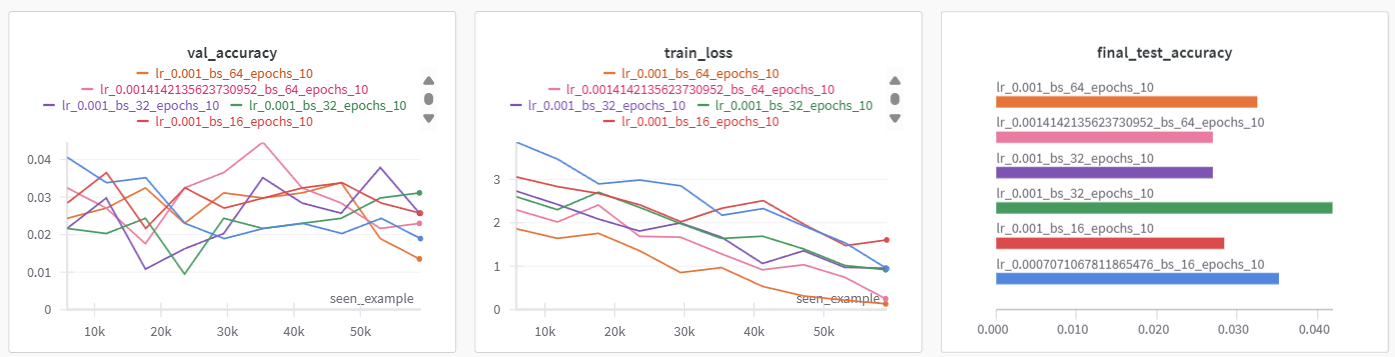 val_accuracy
lr_0.001_bs_64_epochs_10
lr_0.0014142135623730952_bs_64_epochs_10
lr_0.001_bs_32_epochs_10 lr_0.001_bs_32_epochs_10
lr_0.001_bs_16_epochs_10
0.04
0.03
0.02
0.01
0
seen_example
10k 20k 30k 40k 50k
train_loss
lr_0.001_bs_64_epochs_10
lr_0.0014142135623730952_bs_64_epochs_10
lr_0.001_bs_32_epochs_10 lr_0.001_bs_32_epochs_10
lr_0.001_bs_16_epochs_10
3
2
1
0
seen_example
10k 20k 30k 40k 50k
final_test_accuracy
lr_0.001_bs_64_epochs_10
lr_0.0014142135623730952_bs_64_epochs_10
lr_0.001_bs_32_epochs_10
lr_0.001_bs_32_epochs_10
lr_0.001_bs_16_epochs_10
lr_0.0007071067811865476_bs_16_epochs_10
0.000 0.010 0.020 0.030 0.040